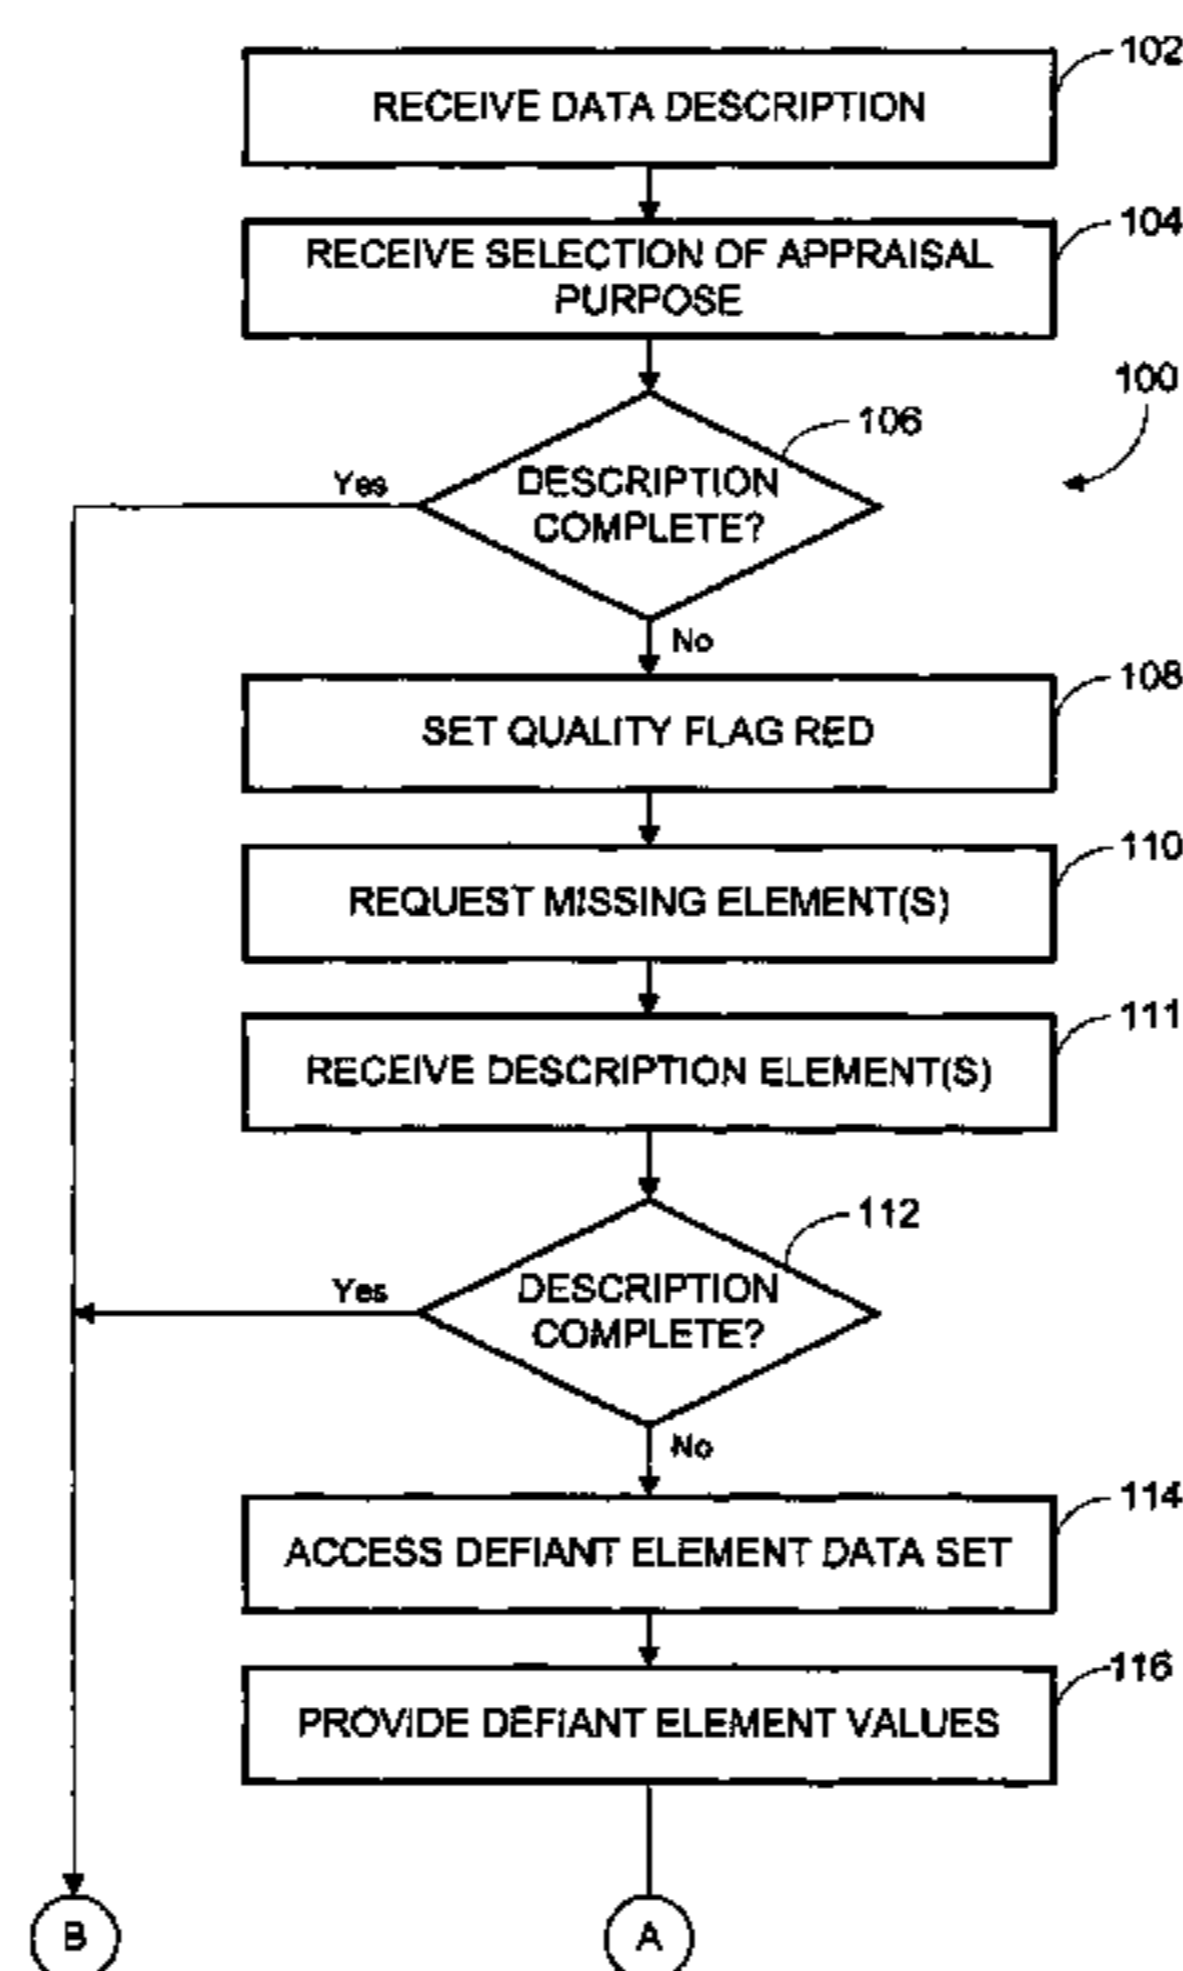 102
RECEIVE DATA DESCRIPTION
104
RECEIVE SELECTION OF APPRAISAL
PURPOSE
100
106
Yes
DESCRIPTION
COMPLETE?
No
108
SET QUALITY FLAG RED
110
REQUEST MISSING ELEMENT(S)
111
RECEIVE DESCRIPTION ELEMENT(S)
112
Yes
DESCRIPTION
COMPLETE?
No
114
ACCESS DEFIANT ELEMENT DATA SET
116
PROVIDE DEFIANT ELEMENT VALUES
B
A